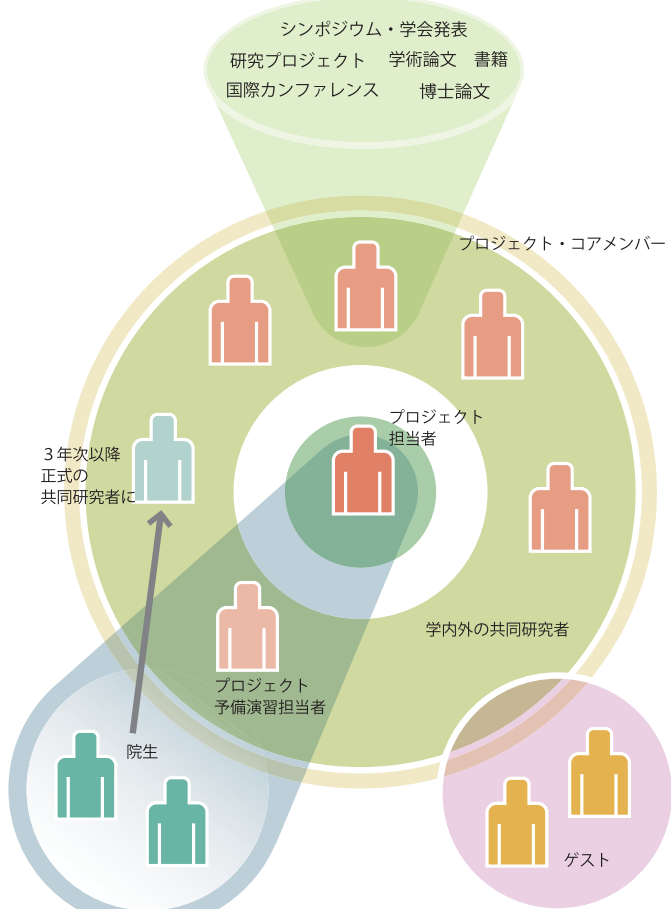 シンポジウム・学会発表
研究プロジェクト 学術論文 書籍
国際カンファレンス 博士論文
プロジェクト・コアメンバー
プロジェクト
担当者
３年次以降
正式の
共同研究者に
学内外の共同研究者
プロジェクト
予備演習担当者
院生
ゲスト